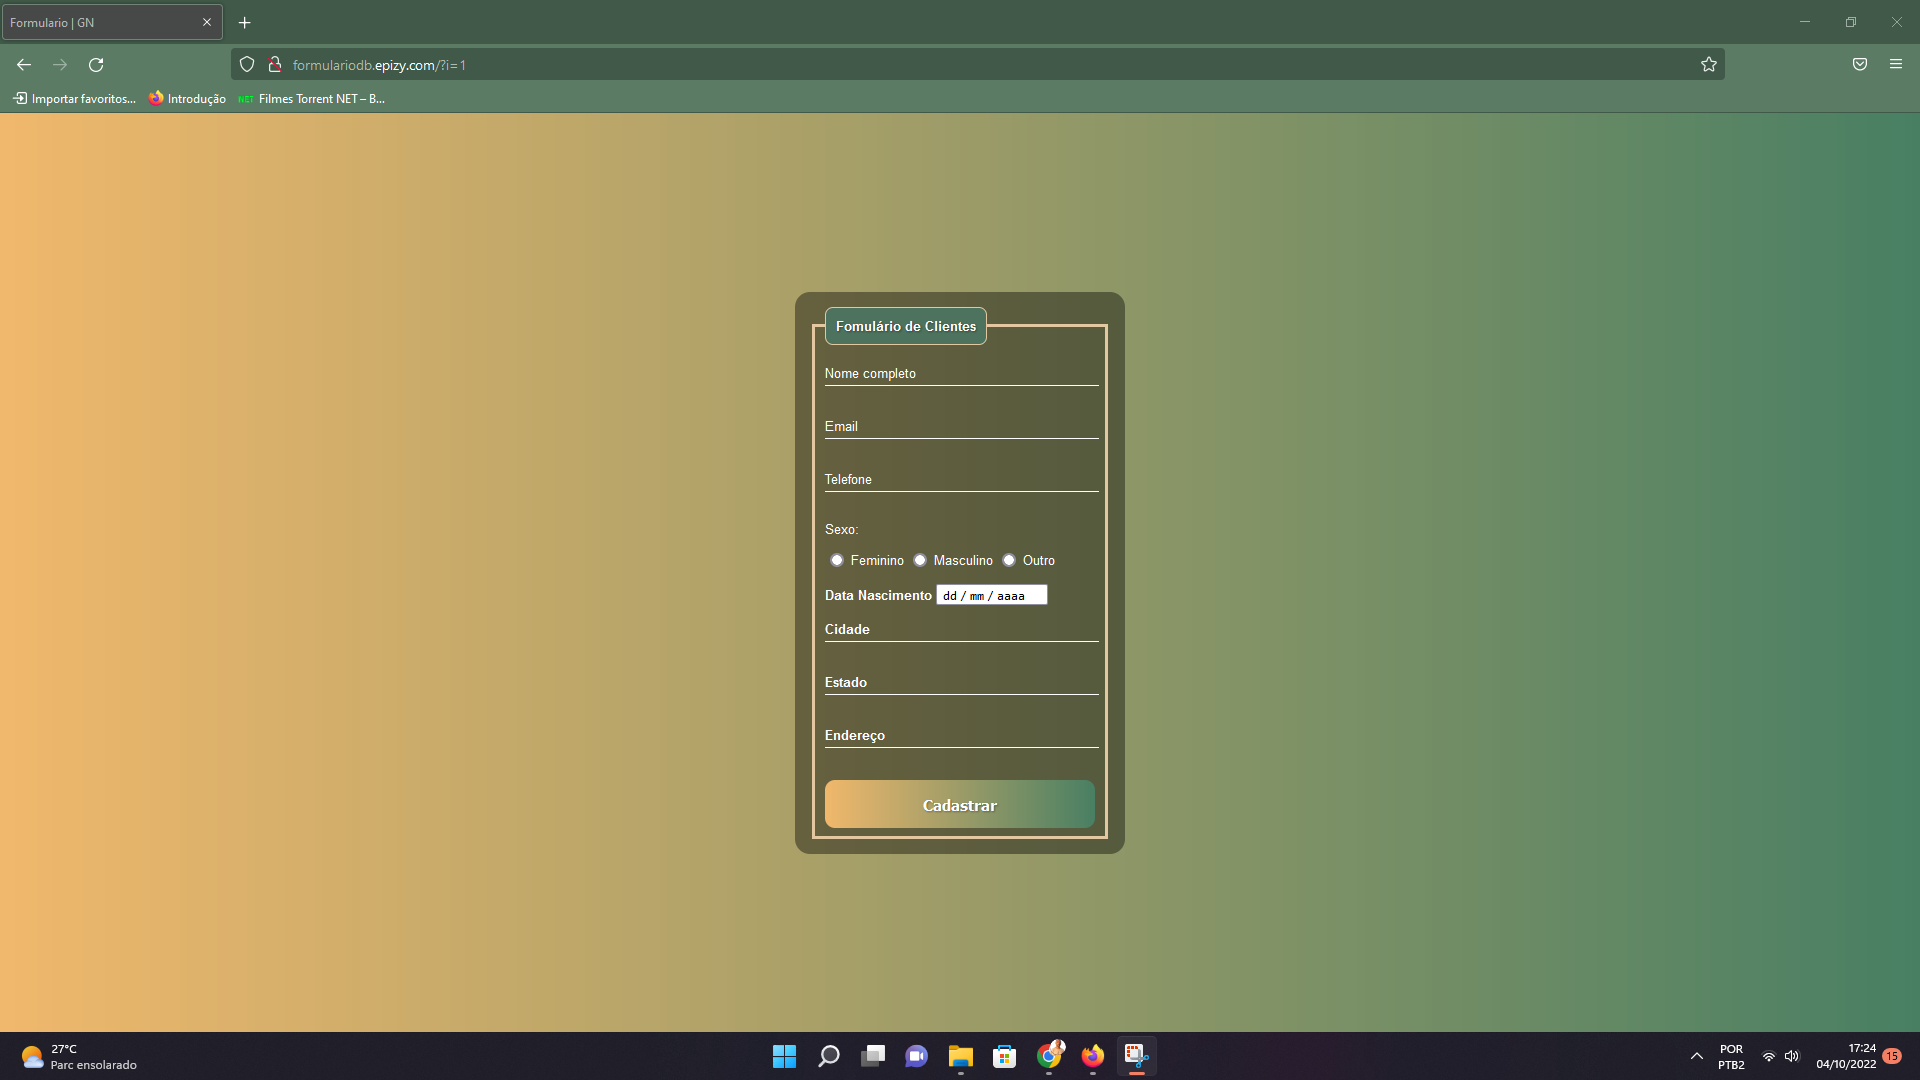 Formulario | GN
formulariodb.epizy.com/?i=1
Importar favoritos... Introdução NET Filmes Torrent NET – B...
Fomulário de Clientes
Nome completo
Email
Telefone
Sexo:
Feminino Masculino Outro
Data Nascimento dd / mm / aaaa
Cidade
Estado
Endereço
Cadastrar
27°C
Parc ensolarado
POR
PTB2
17:24
04/10/2022
15